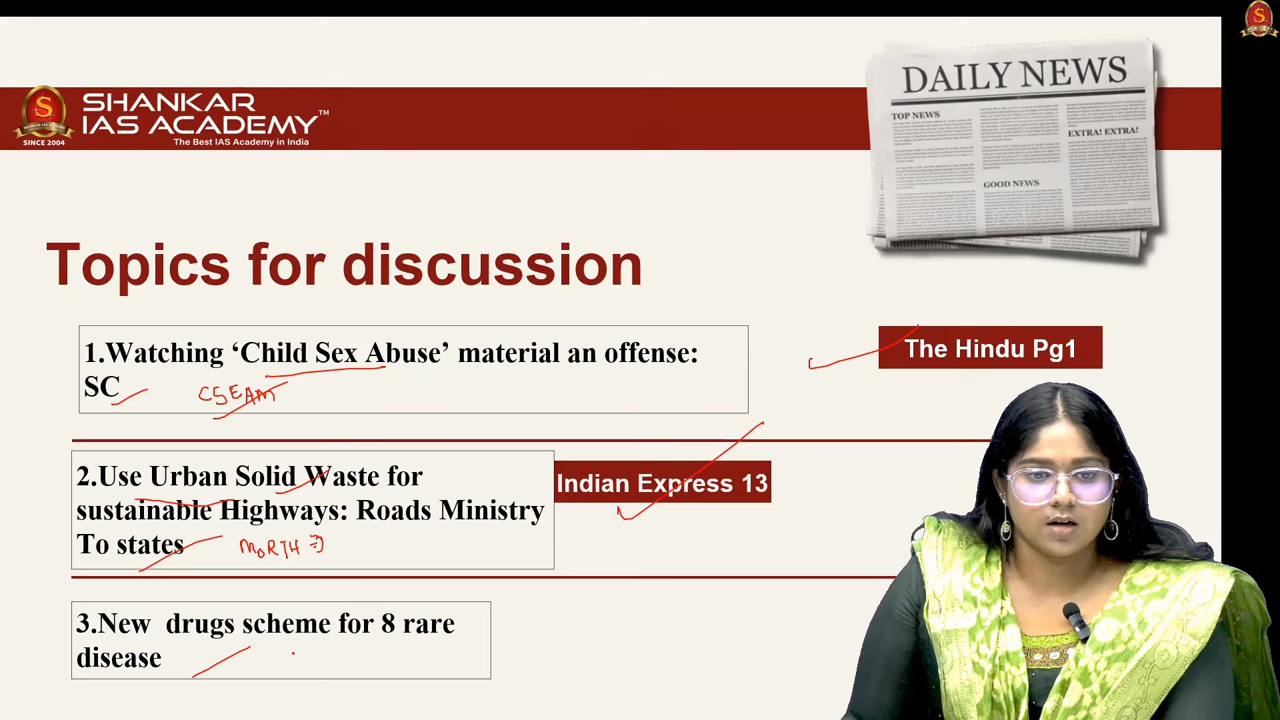 SHANKAR
IAS ACADEMY™
The Best IAS Academy in India
SINCE 2004
DAILY NEWS
TOP NEWS
EXTRA! EXTRA!
GOOD NEWS
Topics for discussion
1.Watching ‘Child Sex Abuse’ material an offense:
SC
CSEAM
The Hindu Pg1
2.Use Urban Solid Waste for
sustainable Highways: Roads Ministry
To states
MORTH
Indian Express 13
3.New drugs scheme for 8 rare
disease